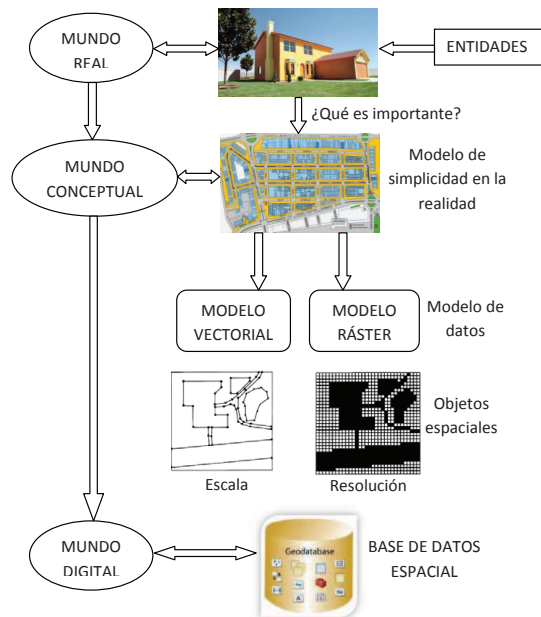 MUNDO
REAL
ENTIDADES
¿Qué es importante?
MUNDO
CONCEPTUAL
Modelo de
simplicidad en la
realidad
MODELO
VECTORIAL
MODELO
RÁSTER
Modelo de
datos
Objetos
espaciales
Escala
Resolución
MUNDO
DIGITAL
Geodatabase
A
BASE DE DATOS
ESPACIAL